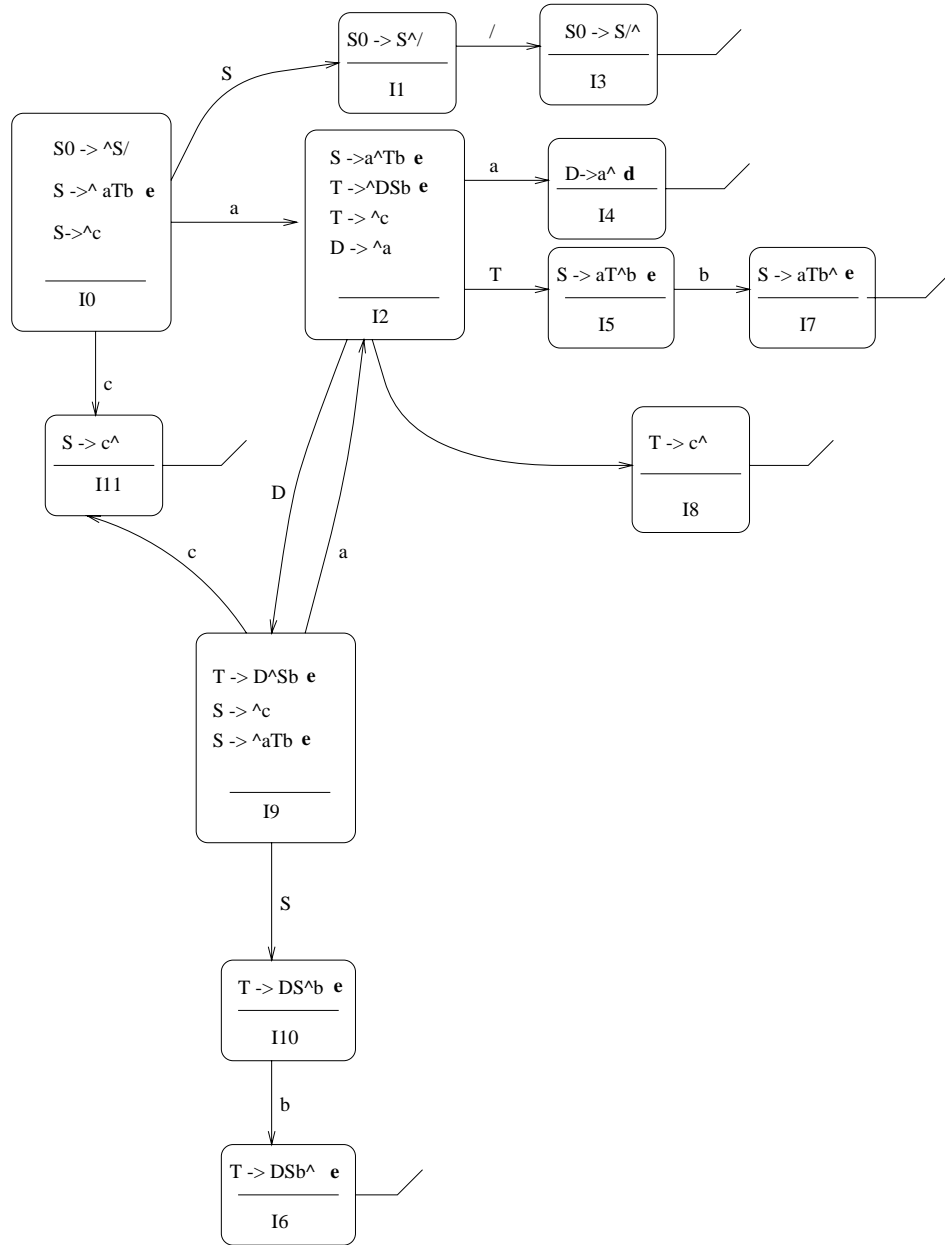 S0 -> S^/
I1
/
S0 -> S/^
I3
S
S0 -> ^S/
S ->^ aTb e
S->^c
I0
a
S ->a^Tb e
T ->^DSb e
T -> ^c
D -> ^a
I2
a
D->a^ d
I4
T
S -> aT^b e
I5
b
S -> aTb^ e
I7
c
S -> c^
I11
T -> c^
I8
D
a
c
T -> D^Sb e
S -> ^c
S -> ^aTb e
I9
S
T -> DS^b e
I10
b
T -> DSb^ e
I6